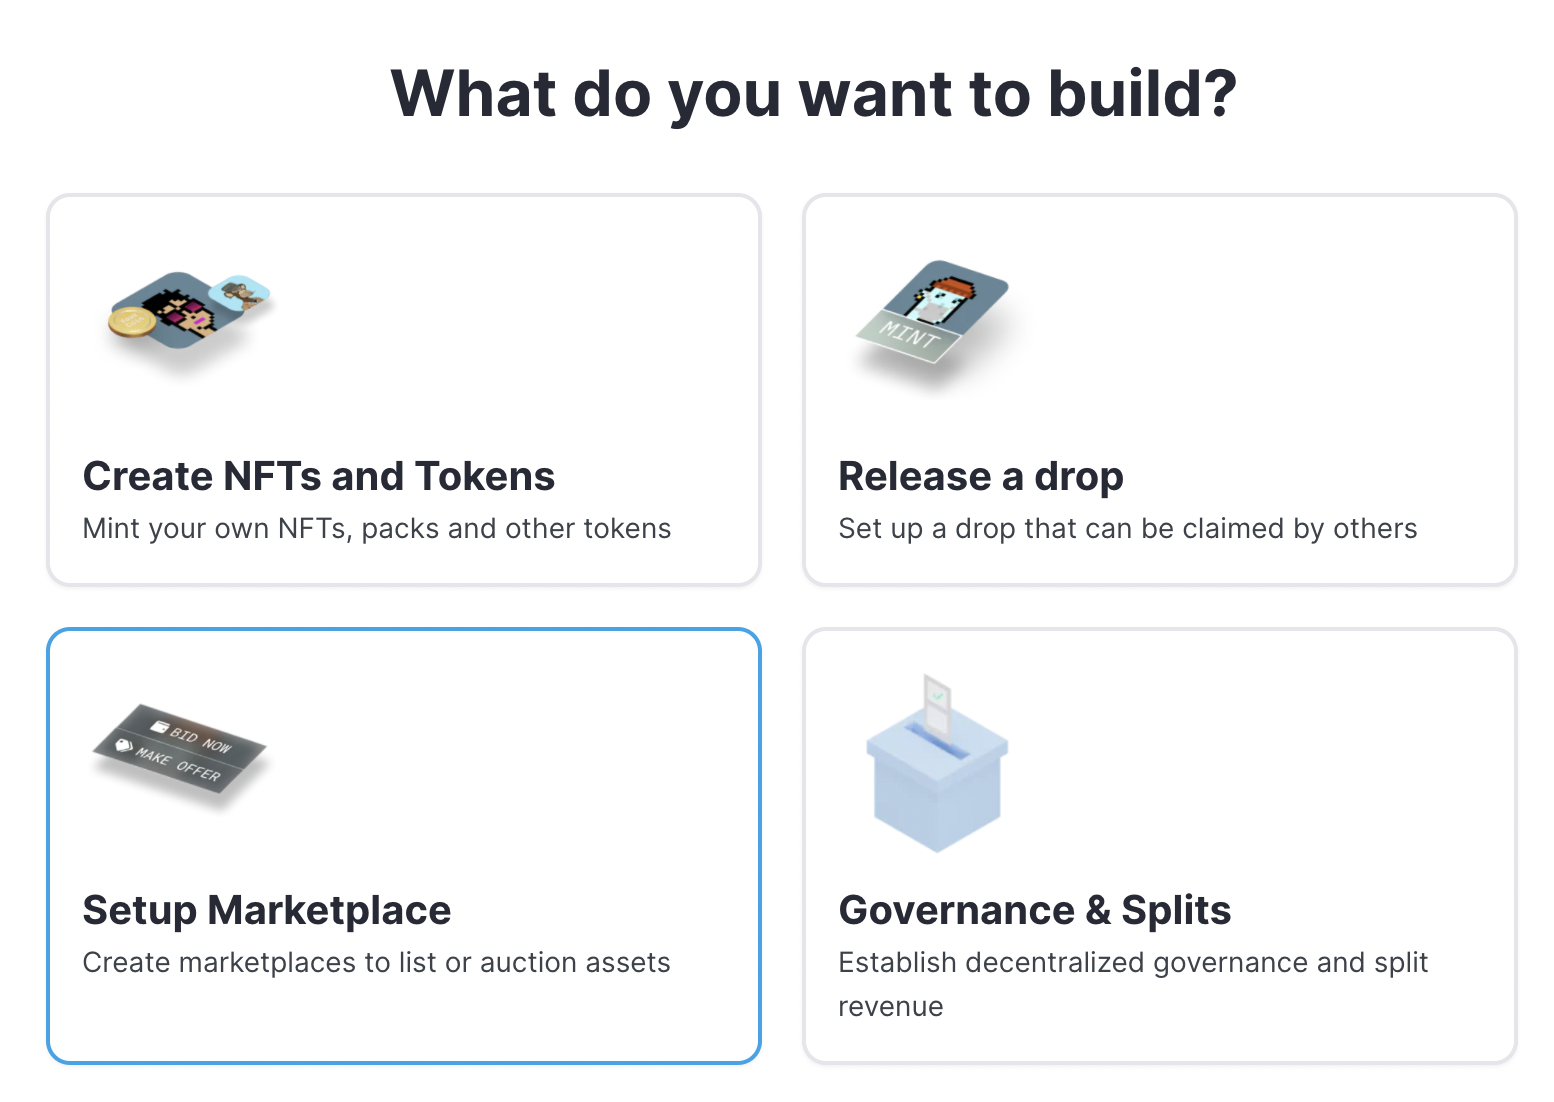 What do you want to build?
MINT
Create NFTs and Tokens
Mint your own NFTs, packs and other tokens
Release a drop
Set up a drop that can be claimed by others
BID NOW
MAKE OFFER
Setup Marketplace
Create marketplaces to list or auction assets
Governance & Splits
Establish decentralized governance and split
revenue